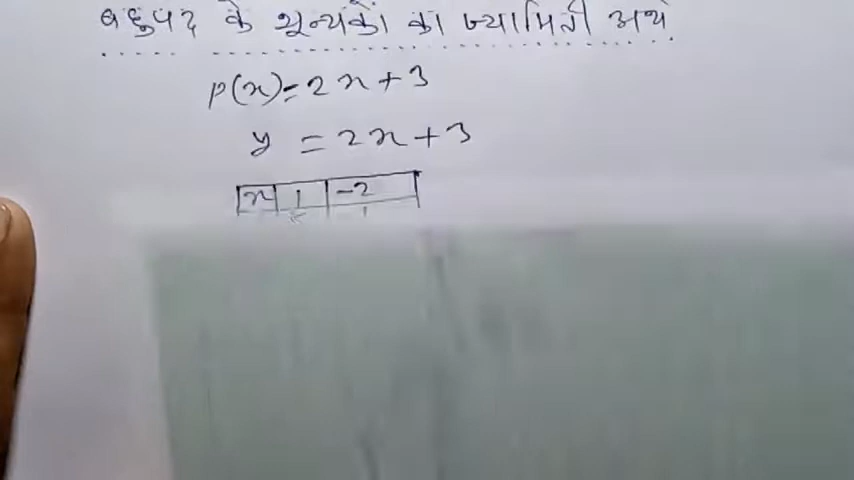 बहुपद के शून्यकों का ज्यामिती अर्थ
p(x) = 2x + 3
y = 2x + 3
x 1 -2